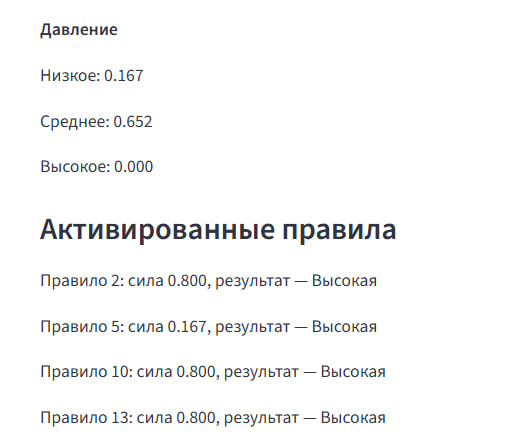 Давление
Низкое: 0.167
Среднее: 0.652
Высокое: 0.000
Активированные правила
Правило 2: сила 0.800, результат — Высокая
Правило 5: сила 0.167, результат — Высокая
Правило 10: сила 0.800, результат — Высокая
Правило 13: сила 0.800, результат — Высокая